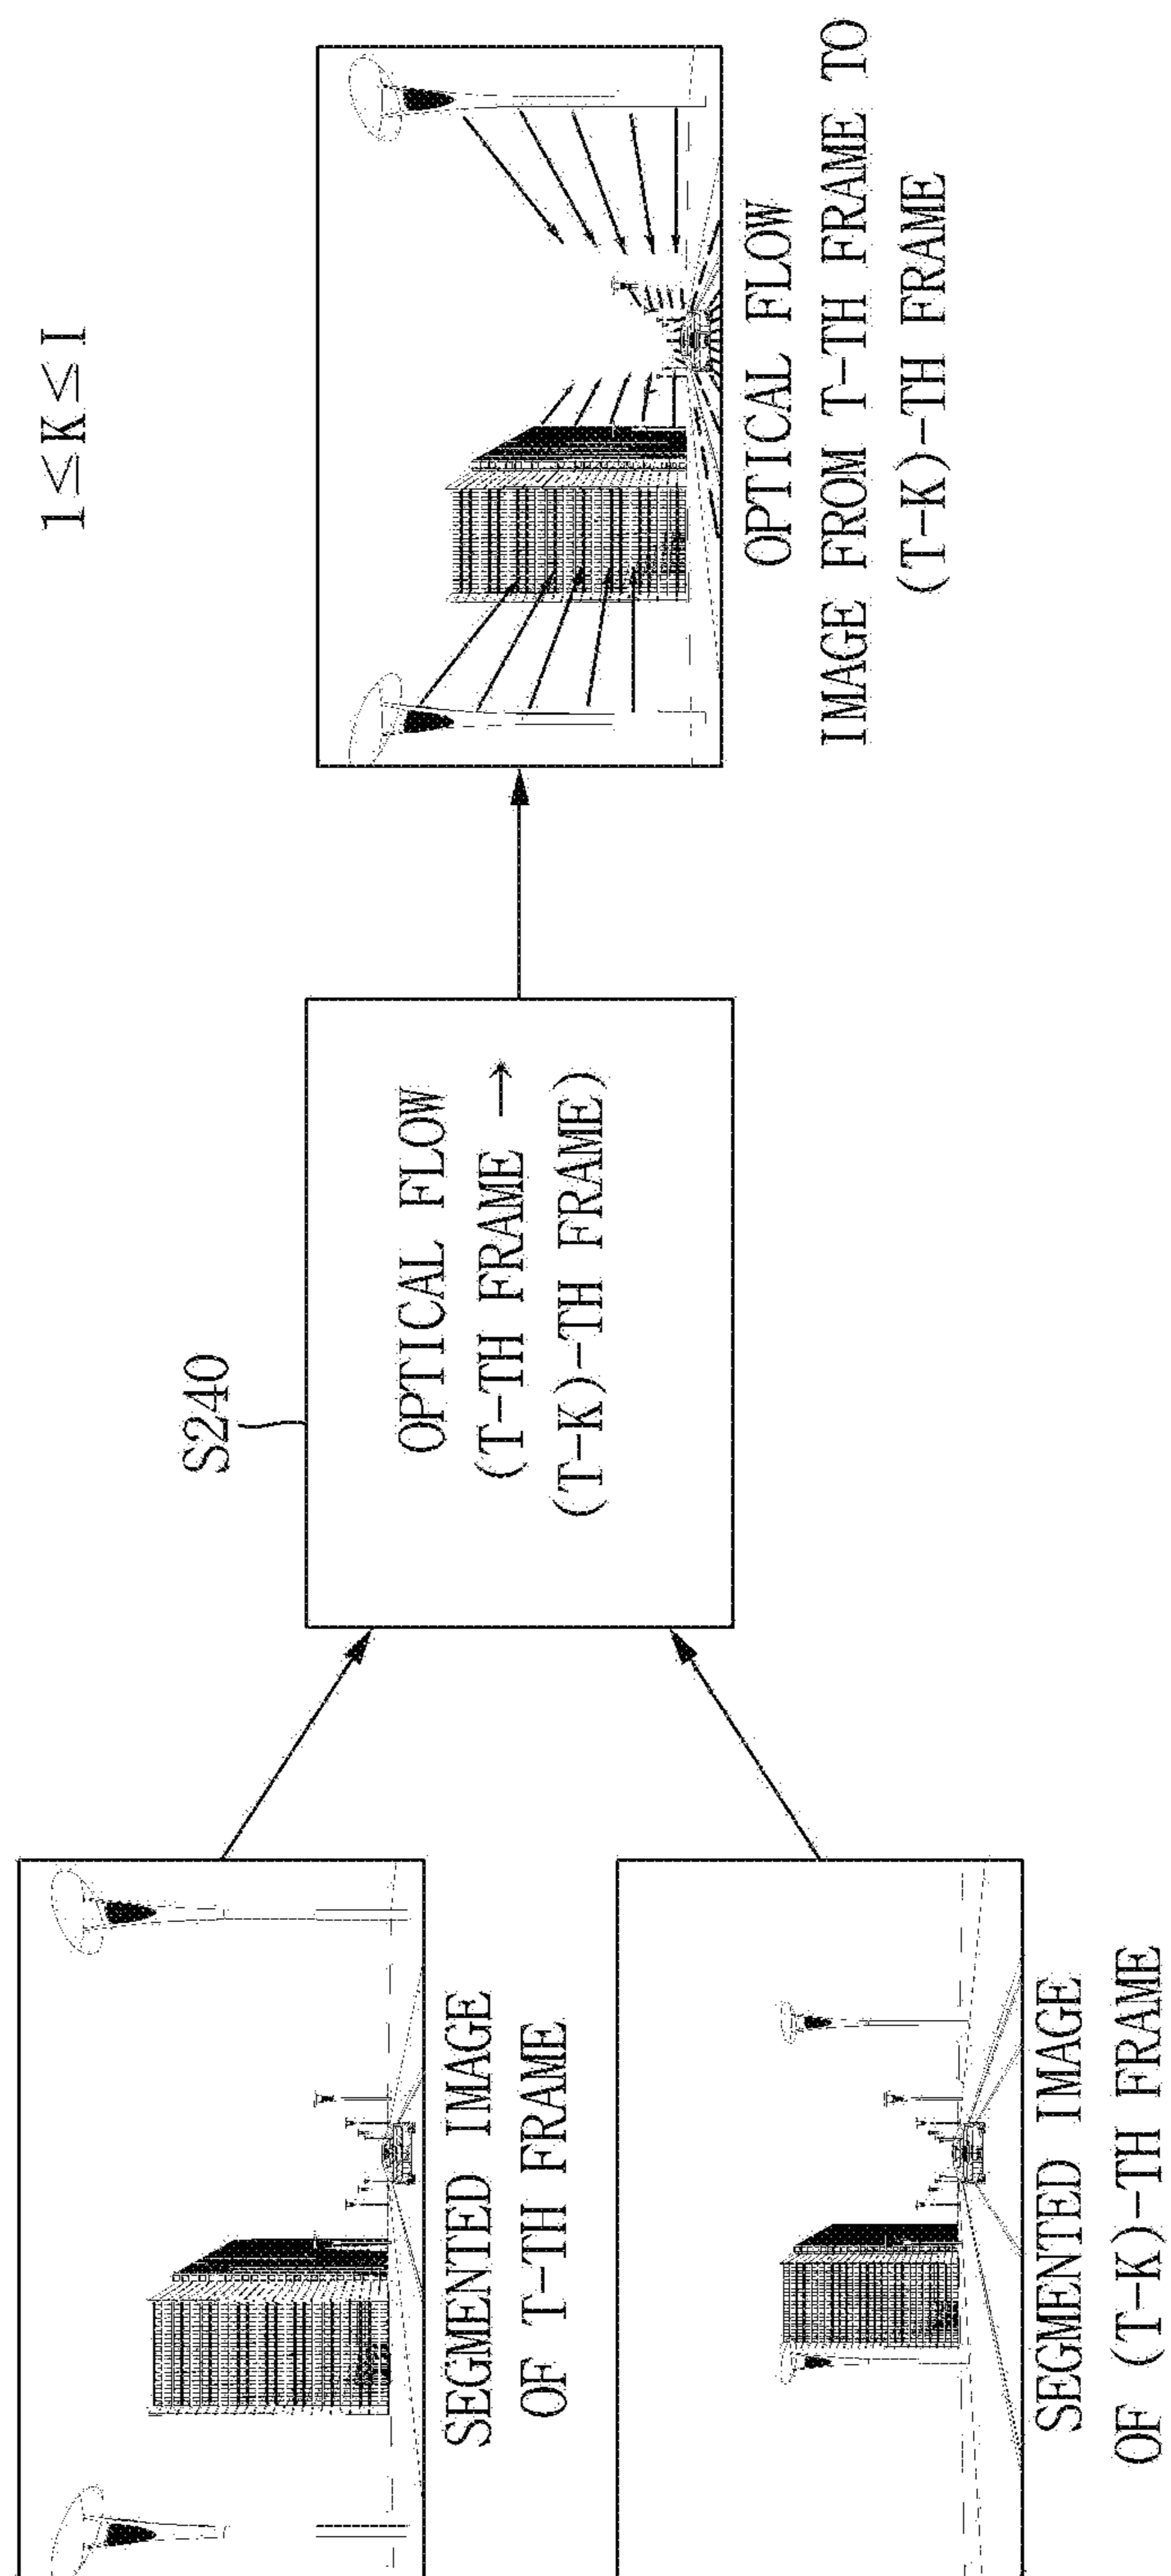 1≤K≤I
SEGMENTED IMAGE
OF T-TH FRAME
SEGMENTED IMAGE
OF (T-K)-TH FRAME
S240
OPTICAL FLOW
(T-TH FRAME →
(T-K)-TH FRAME)
OPTICAL FLOW
IMAGE FROM T-TH FRAME TO
(T-K)-TH FRAME